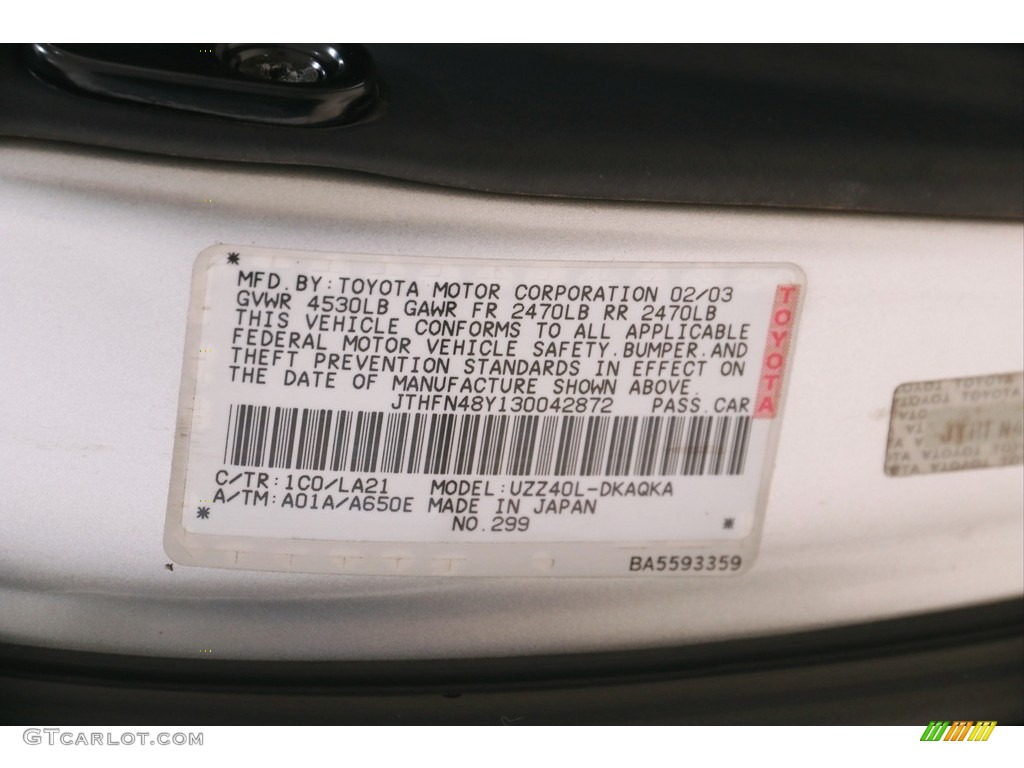 MFD. BY: TOYOTA MOTOR CORPORATION 02/03
GVWR 4530LB GAWR FR 2470LB RR 2470LB
THIS VEHICLE CONFORMS TO ALL APPLICABLE
FEDERAL MOTOR VEHICLE SAFETY. BUMPER. AND
THEFT PREVENTION STANDARDS IN EFFECT ON
THE DATE OF MANUFACTURE SHOWN ABOVE.
JTHFN48Y130042872 PASS. CAR
TOYOTA
C/TR: 1C0/LA21 MODEL: UZZ40L-DKAQKA
A/TM: A01A/A650E MADE IN JAPAN
NO. 299
BA5593359
GTCARLOT.COM